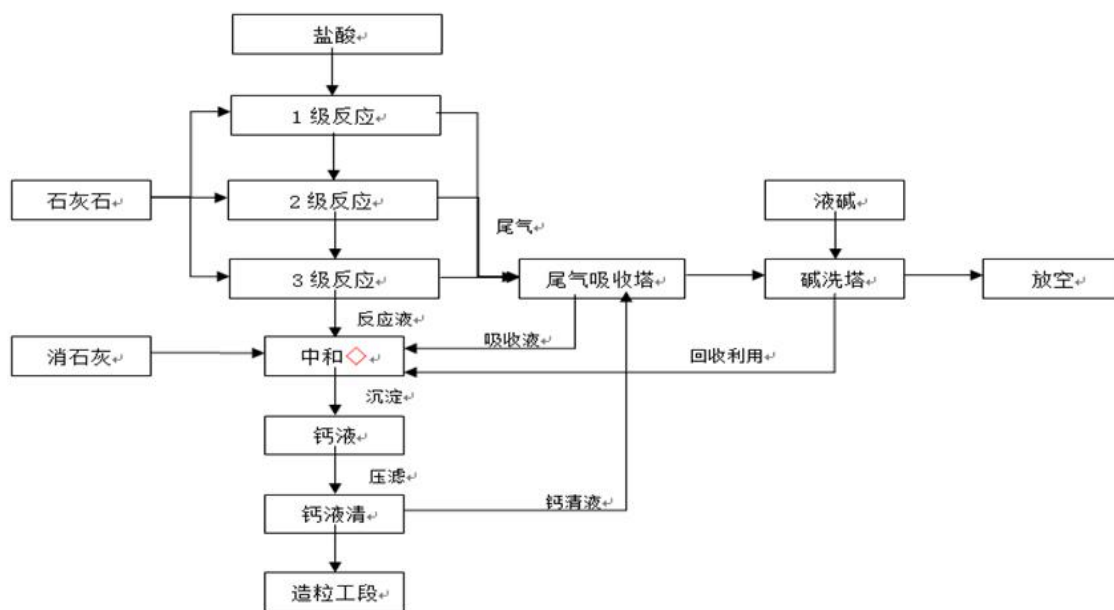 盐酸
1 级反应
石灰石
2 级反应
液碱
尾气
3 级反应
尾气吸收塔
碱洗塔
放空
反应液
消石灰
中和
吸收液
回收利用
沉淀
钙液
压滤
钙液清
钙清液
造粒工段